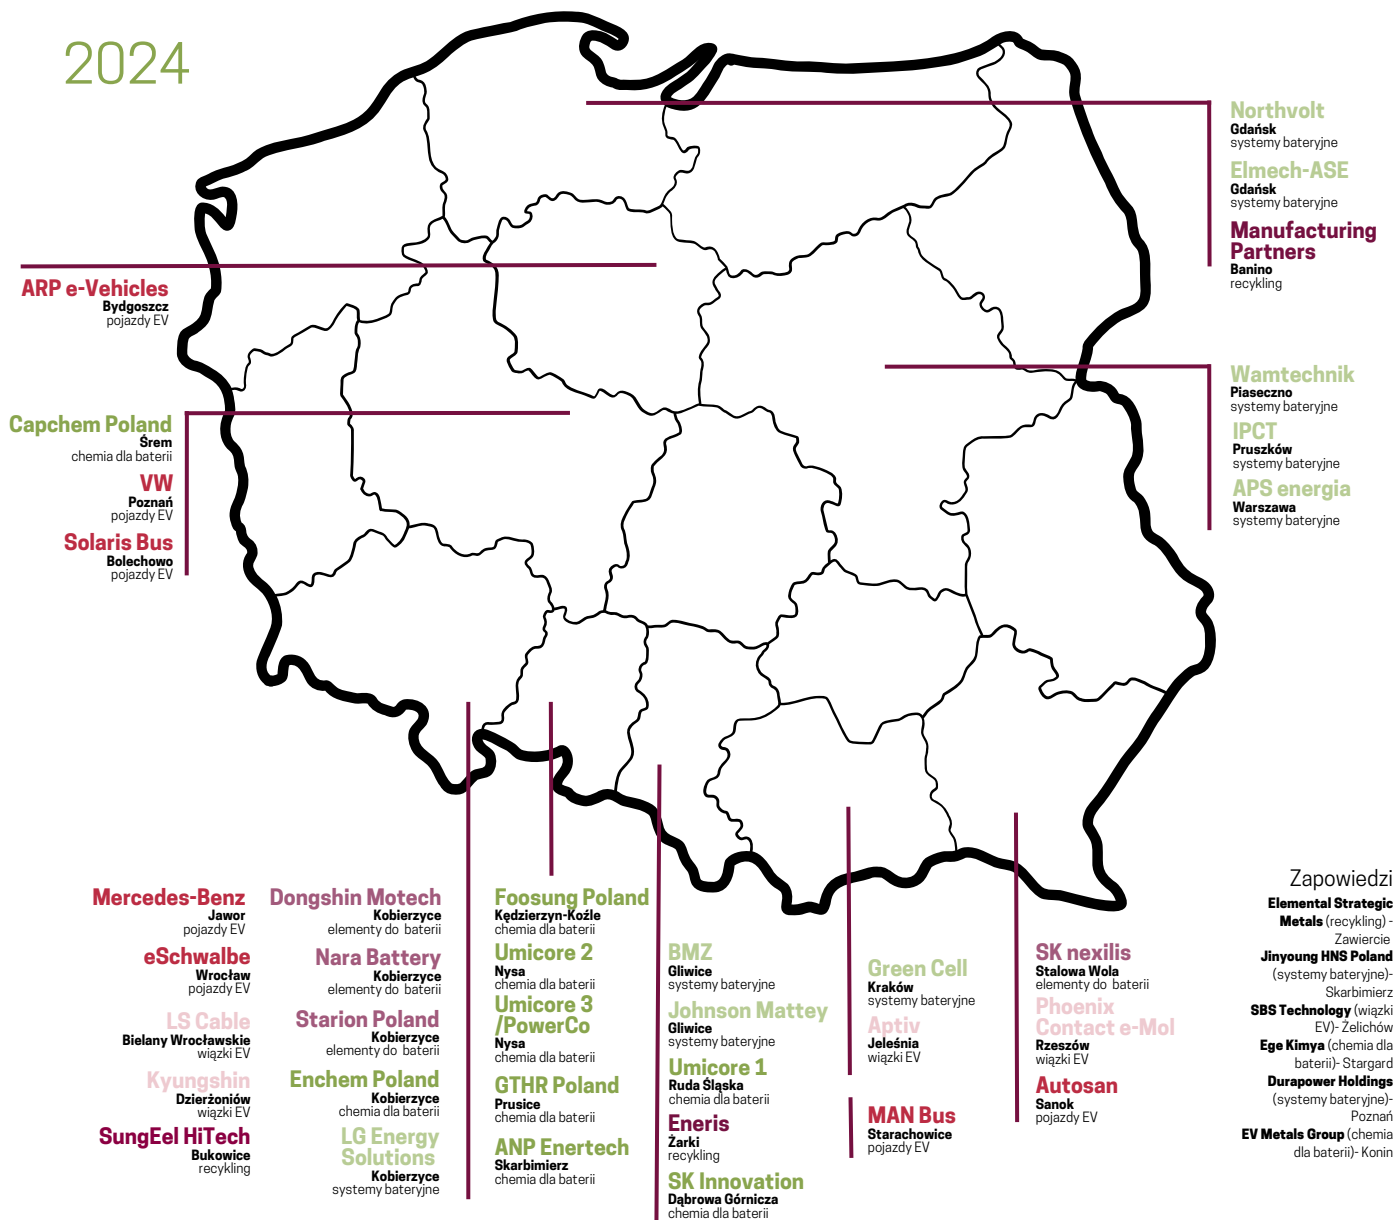 2024
Northvolt
Gdańsk
systemy bateryjne
Elmech-ASE
Gdańsk
systemy bateryjne
Manufacturing
Partners
Banino
recykling
ARP e-Vehicles
Bydgoszcz
pojazdy EV
Wamtechnik
Piaseczno
systemy bateryjne
IPCT
Pruszków
systemy bateryjne
APS energia
Warszawa
systemy bateryjne
Capchem Poland
Śrem
chemia dla baterii
VW
Poznań
pojazdy EV
Solaris Bus
Bolechowo
pojazdy EV
Mercedes-Benz
Jawor
pojazdy EV
eSchwalbe
Wrocław
pojazdy EV
LS Cable
Bielany Wrocławskie
wiązki EV
Kyungshin
Dzierżoniów
wiązki EV
SungEel HiTech
Bukowice
recykling
Dongshin Motech
Kobierzyce
elementy do baterii
Nara Battery
Kobierzyce
elementy do baterii
Starion Poland
Kobierzyce
elementy do baterii
Enchem Poland
Kobierzyce
chemia dla baterii
LG Energy
Solutions
Kobierzyce
systemy bateryjne
Foosung Poland
Kędzierzyn-Koźle
chemia dla baterii
Umicore 2
Nysa
chemia dla baterii
Umicore 3
/PowerCo
Nysa
chemia dla baterii
GTHR Poland
Prusice
chemia dla baterii
ANP Enertech
Skarbimierz
chemia dla baterii
BMZ
Gliwice
systemy bateryjne
Johnson Mattey
Gliwice
systemy bateryjne
Umicore 1
Ruda Śląska
chemia dla baterii
Eneris
Żarki
recykling
SK Innovation
Dąbrowa Górnicza
chemia dla baterii
Green Cell
Kraków
systemy bateryjne
Aptiv
Jeleśnia
wiązki EV
MAN Bus
Starachowice
pojazdy EV
SK nexilis
Stalowa Wola
elementy do baterii
Phoenix
Contact e-Mol
Rzeszów
wiązki EV
Autosan
Sanok
pojazdy EV
Zapowiedzi
Elemental Strategic
Metals (recykling) -
Zawiercie
Jinyoung HNS Poland
(systemy bateryjne)-
Skarbimierz
SBS Technology (wiązki
EV)- Żelichów
Ege Kimya (chemia dla
baterii)- Stargard
Durapower Holdings
(systemy bateryjne)-
Poznań
EV Metals Group (chemia
dla baterii)- Konin